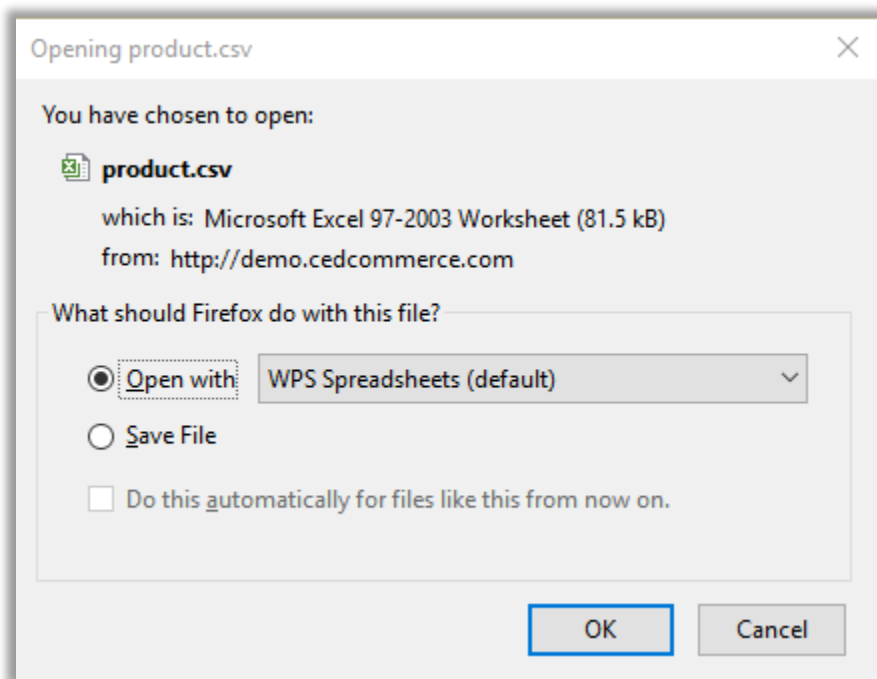 Opening product.csv
You have chosen to open:
product.csv
which is: Microsoft Excel 97-2003 Worksheet (81.5 kB)
from: http://demo.cedcommerce.com
What should Firefox do with this file?
Open with WPS Spreadsheets (default)
Save File
Do this automatically for files like this from now on.
OK Cancel